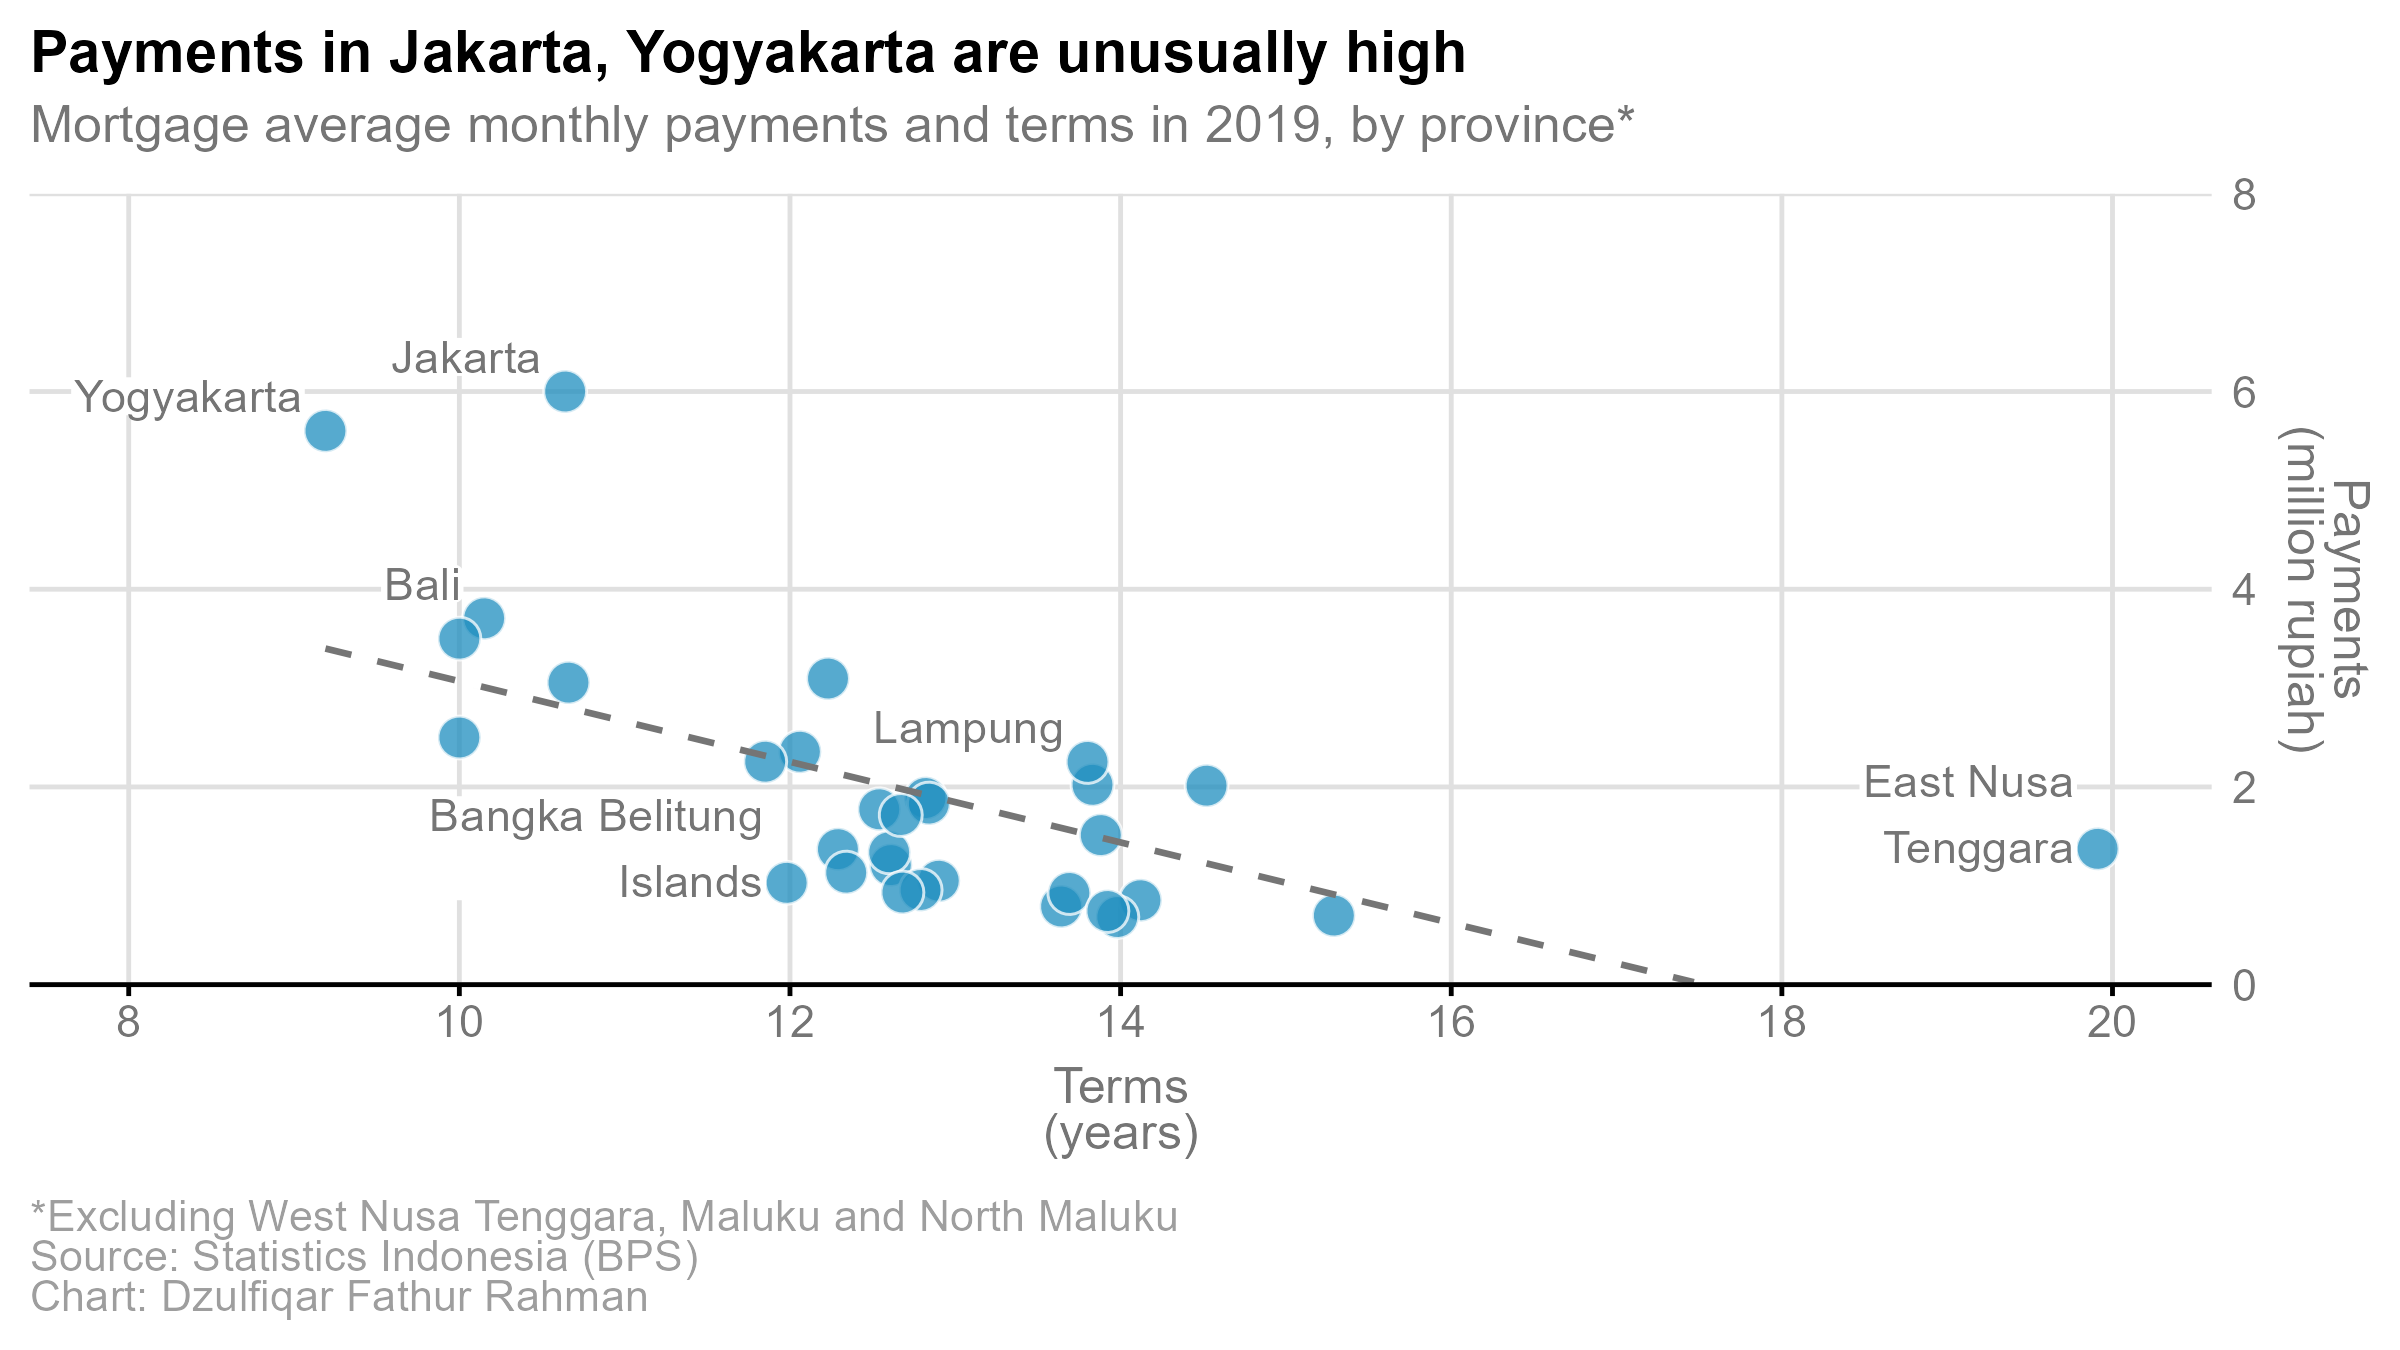 Payments in Jakarta, Yogyakarta are unusually high
Mortgage average monthly payments and terms in 2019, by province*
8
Jakarta
Yogyakarta
6
Bali
4
Payments
(million rupiah)
Lampung
East Nusa
Tenggara
2
Bangka Belitung
Islands
0
8
10
12
14
16
18
20
Terms
(years)
*Excluding West Nusa Tenggara, Maluku and North Maluku
Source: Statistics Indonesia (BPS)
Chart: Dzulfiqar Fathur Rahman